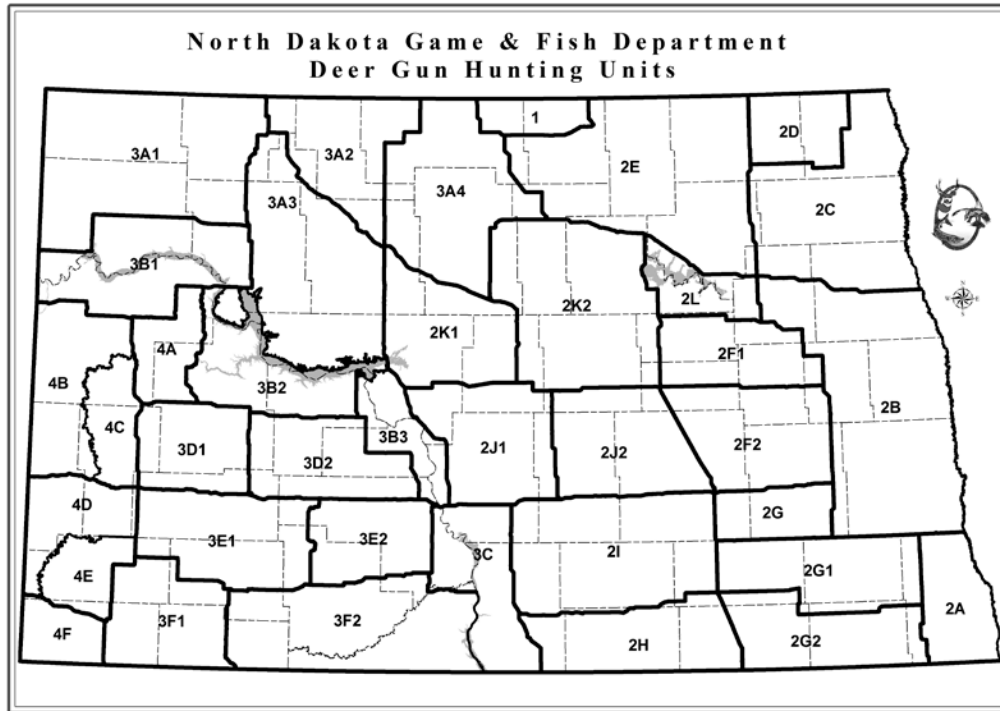 North Dakota Game & Fish Department
Deer Gun Hunting Units
1
2D
3A1
3A2
2E
3A4
3A3
2C
3B1
2L
2K2
2K1
4A
2F1
4B
3B2
2B
4C
3B3
3D1
3D2
2J1
2J2
2F2
4D
2G
3E1
3E2
3C
2I
4E
2G1
2A
3F1
3F2
4F
2H
2G2